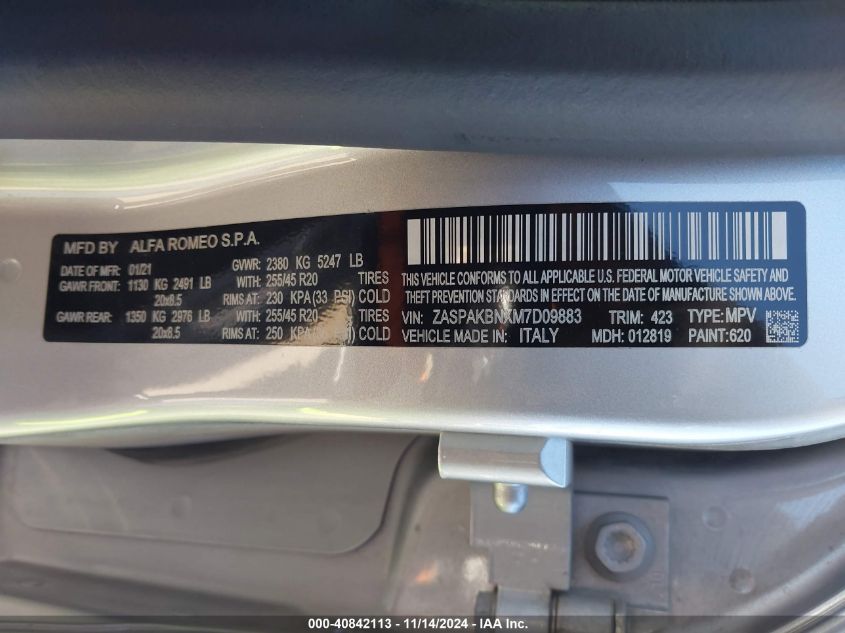 MFD BY ALFA ROMEO S.P.A.
DATE OF MFR 01/21 GVWR: 2380 KG 5247 LB
GAWR FRONT: 1130 KG 2491 LB WITH: 255/45 R20 TIRES
20x8.5 RIMS AT: 230 KPA (33 PSI) COLD
GAWR REAR: 1350 KG 2976 LB WITH: 255/45 R20 TIRES
20x8.5 RIMS AT: 250 KPA COLD
THIS VEHICLE CONFORMS TO ALL APPLICABLE U.S. FEDERAL MOTOR VEHICLE SAFETY AND
THEFT PREVENTION STANDARDS IN EFFECT ON THE DATE OF MANUFACTURE SHOWN ABOVE.
VIN: ZASPAKBNXM7D09883 TRIM: 423 TYPE: MPV
VEHICLE MADE IN: ITALY MDH: 012819 PAINT: 620
000-40842113 - 11/14/2024 - IAA Inc.